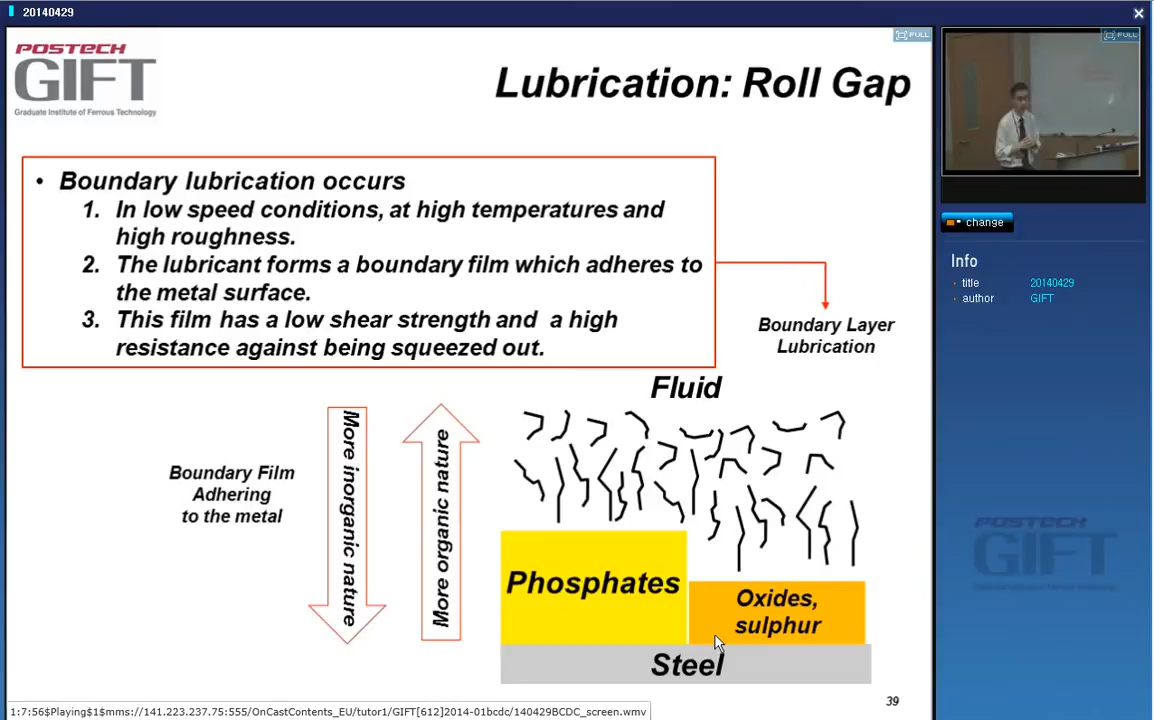 20140429
POSTECH
GIFT
Graduate Institute of Ferrous Technology
Lubrication: Roll Gap
FULL
FULL
• Boundary lubrication occurs
1. In low speed conditions, at high temperatures and
high roughness.
2. The lubricant forms a boundary film which adheres to
the metal surface.
3. This film has a low shear strength and a high
resistance against being squeezed out.
Boundary Layer
Lubrication
Fluid
Boundary Film
Adhering
to the metal
More inorganic nature
More organic nature
Phosphates
Oxides,
sulphur
Steel
39
1:7:56$Playing$1$mms://141.223.237.75:555/OnCastContents_EU/tutor1/GIFT[612]2014-01bcdc/140429BCDC_screen.wmv
change
Info
title 20140429
author GIFT
POSTECH
GIFT